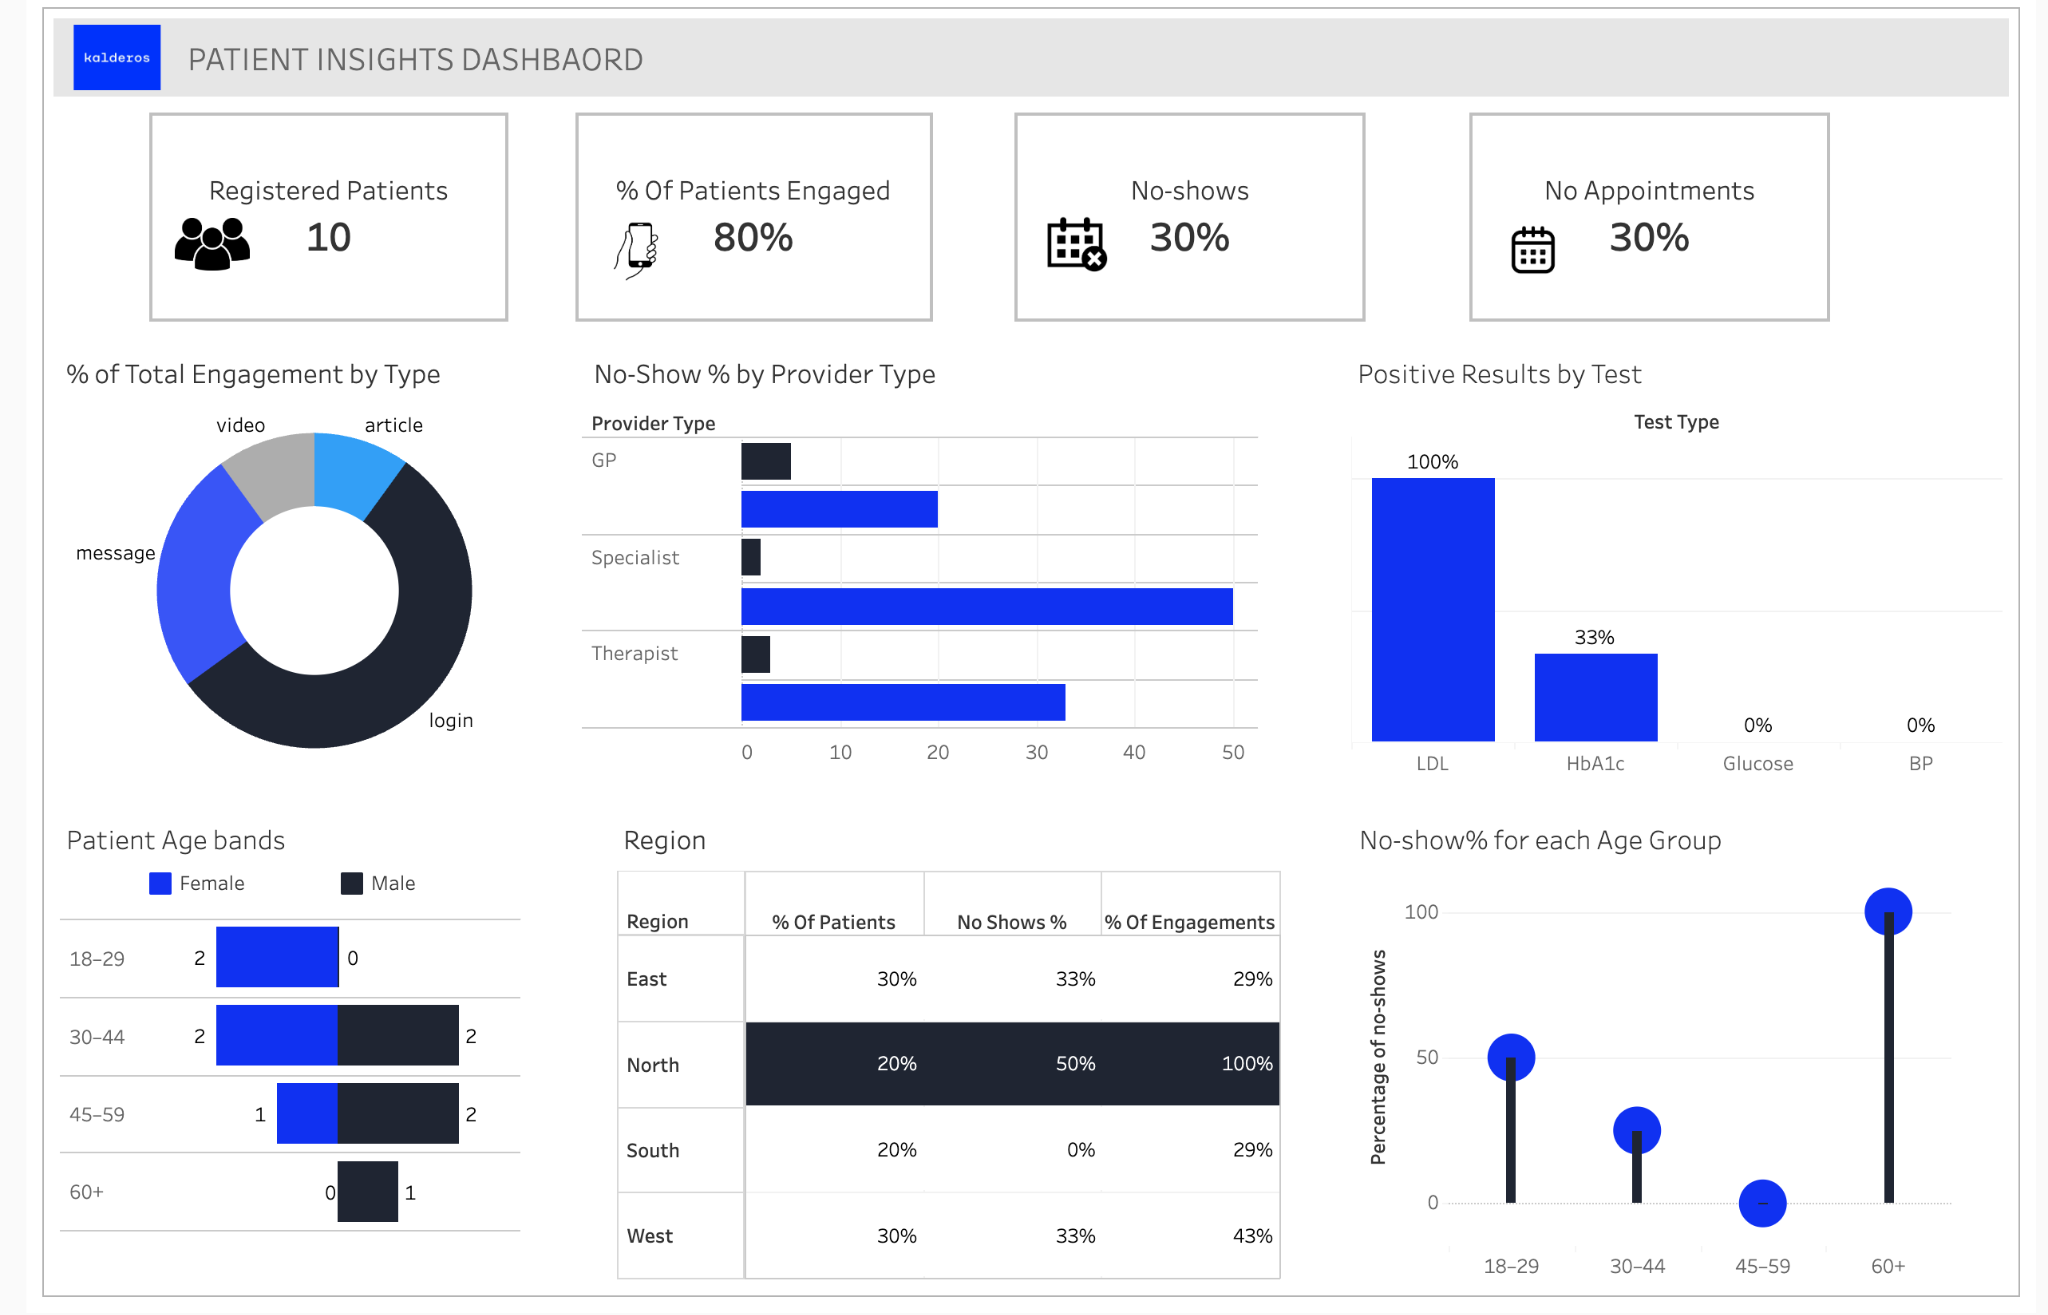 kalderos
PATIENT INSIGHTS DASHBAORD
Registered Patients
10
% Of Patients Engaged
80%
No-shows
30%
No Appointments
30%
% of Total Engagement by Type
video
article
message
login
No-Show % by Provider Type
Provider Type
GP
Specialist
Therapist
0 10 20 30 40 50
Positive Results by Test
Test Type
100%
33%
0%
0%
LDL HbA1c Glucose BP
Patient Age bands
Female Male
18–29 2 0
30–44 2 2
45–59 1 2
60+ 0 1
Region
Region % Of Patients No Shows % % Of Engagements
East 30% 33% 29%
North 20% 50% 100%
South 20% 0% 29%
West 30% 33% 43%
No-show% for each Age Group
Percentage of no-shows
100
50
0
18–29 30–44 45–59 60+